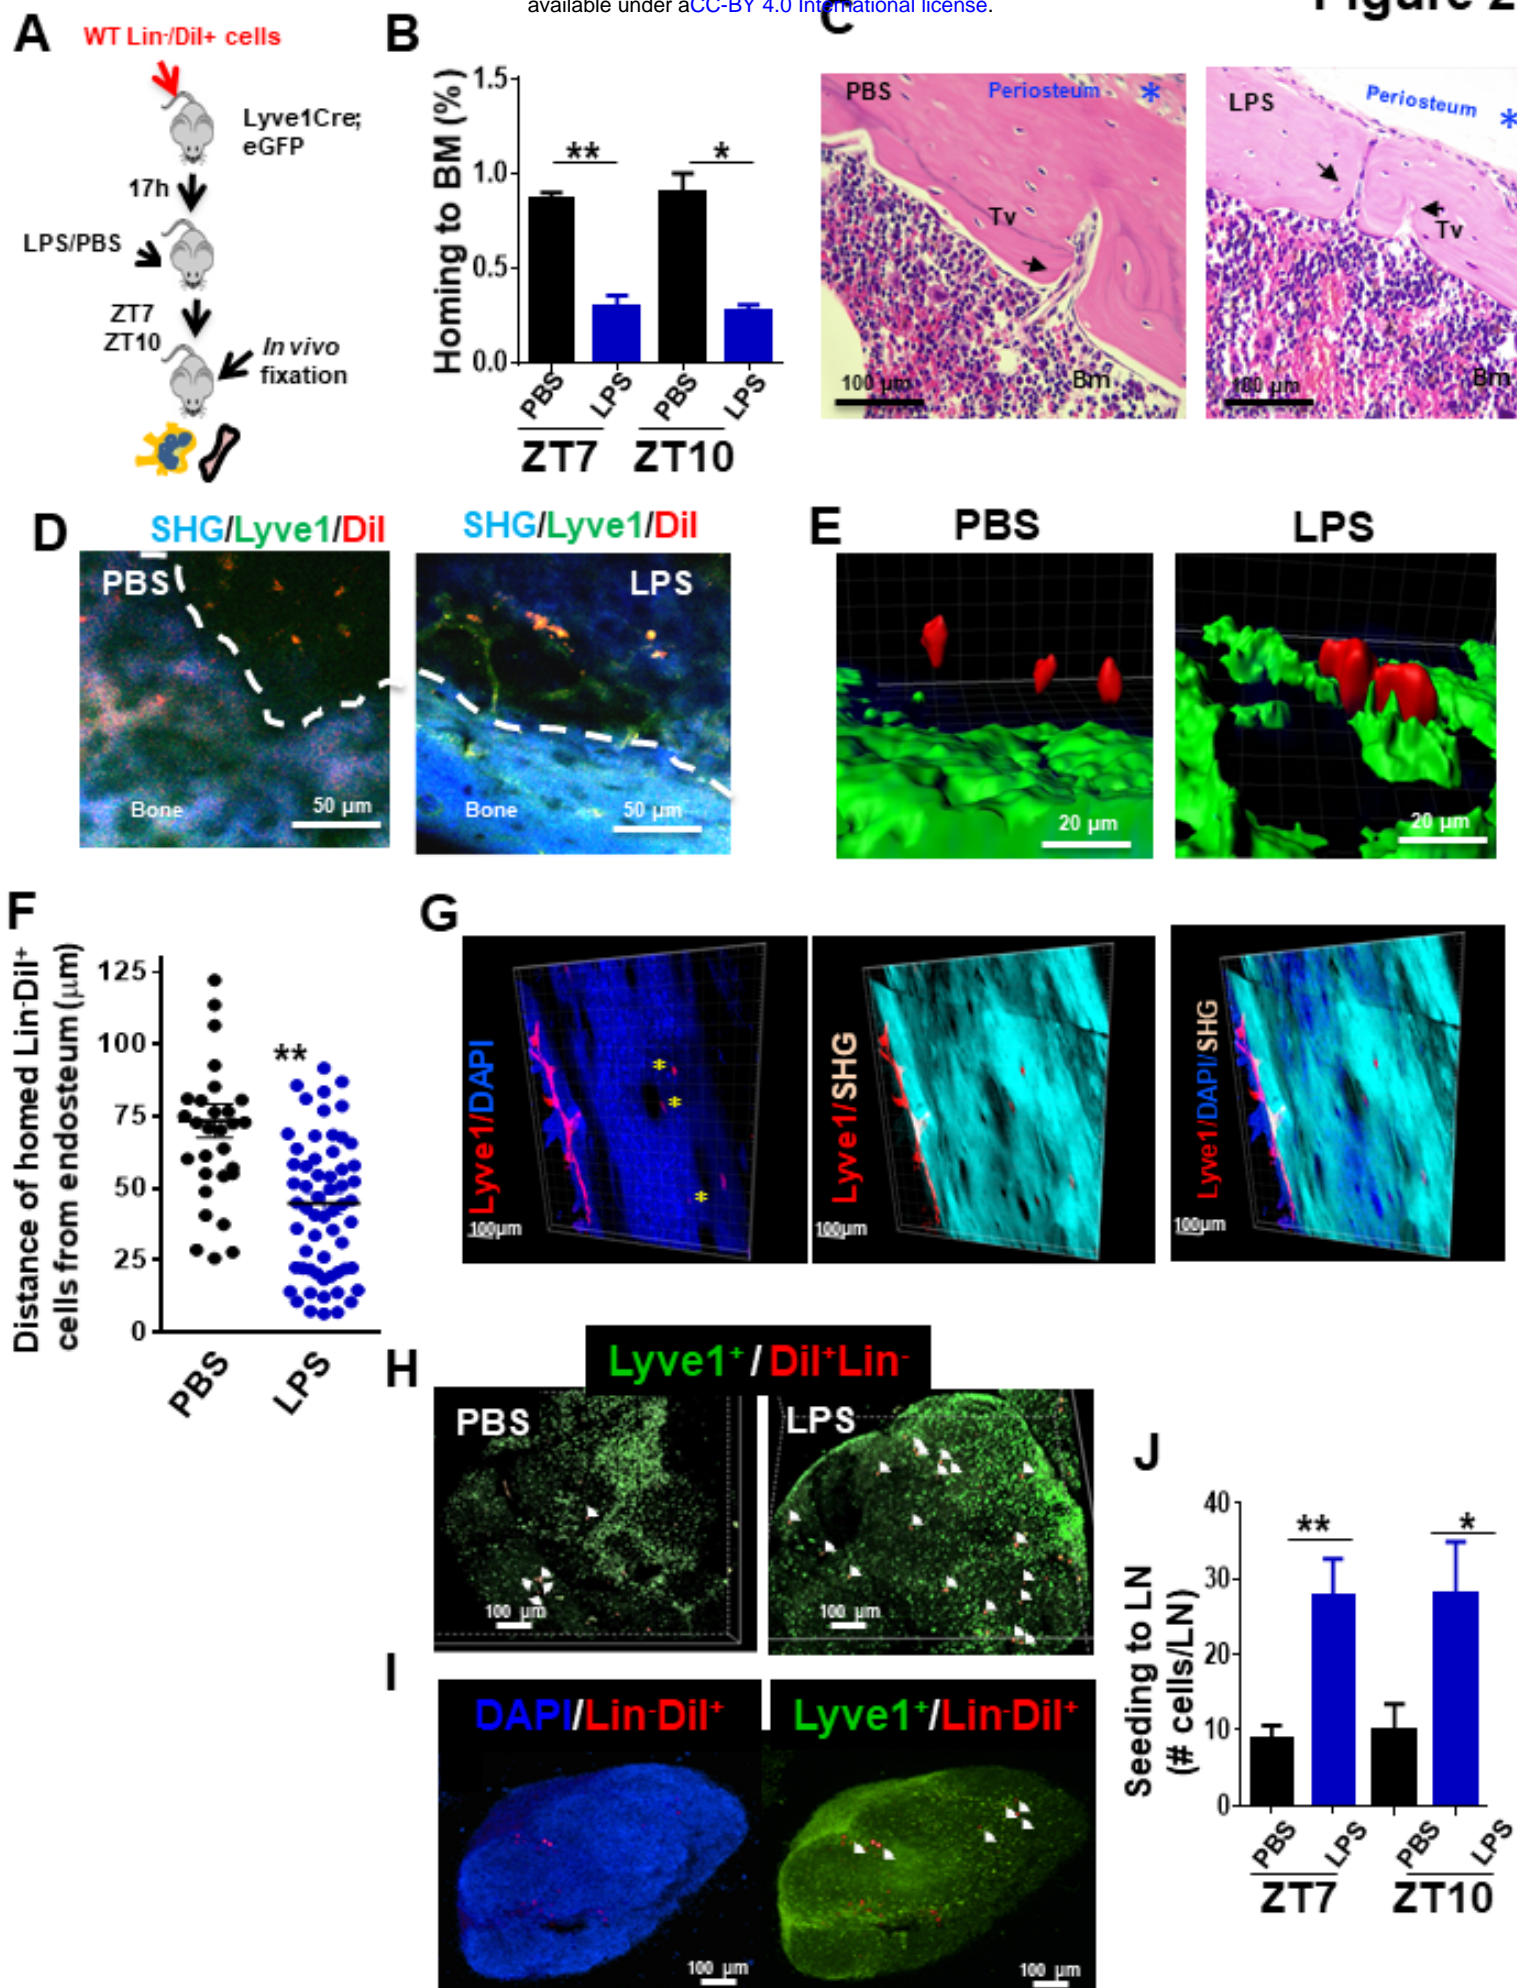 available under aCC-BY 4.0 International license.
Figure 2
A
WT Lin-/DiI+ cells
Lyve1Cre;
eGFP
17h
LPS/PBS
ZT7
ZT10
In vivo
fixation
B
Homing to BM (%)
1.5
1.0
0.5
0.0
**
*
PBS
LPS
PBS
LPS
ZT7
ZT10
C
PBS
Periosteum *
Tv
Bm
100 µm
LPS
Periosteum *
Tv
Bm
100 µm
D
SHG/Lyve1/DiI
PBS
Bone
50 µm
SHG/Lyve1/DiI
LPS
Bone
50 µm
E
PBS
20 µm
LPS
20 µm
F
Distance of homed Lin-DiI+
cells from endosteum (µm)
125
100
75
50
25
0
**
PBS
LPS
G
Lyve1/DAPI
*
*
*
100µm
Lyve1/SHG
100µm
Lyve1/DAPI/SHG
100µm
H
Lyve1+ / DiI+Lin-
PBS
100 µm
LPS
100 µm
I
DAPI/Lin-DiI+
100 µm
Lyve1+/Lin-DiI+
100 µm
J
Seeding to LN
(# cells/LN)
40
30
20
10
0
**
*
PBS
LPS
PBS
LPS
ZT7
ZT10